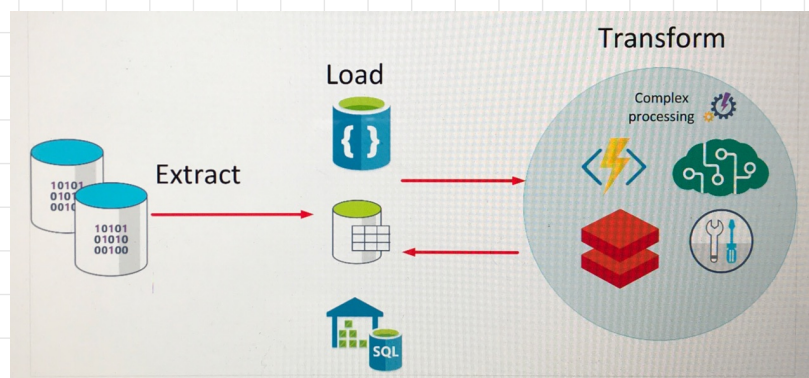 Transform
Load
Complex
processing
Extract
{ }
10101
0101
0010
10101
01010
00100
SQL